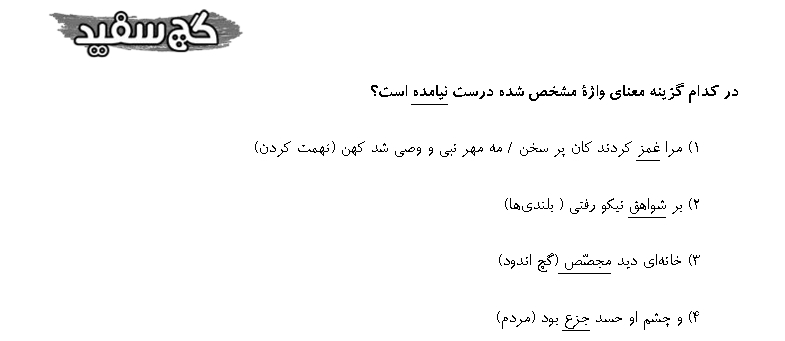 گچ سفید
در کدام گزینه معنای واژهٔ مشخص شده درست نیامده است؟
۱) مرا غمز کردند کان پر سخن / مه مهر نبی و وصی شد کهن (تهمت کردن)
۲) بر شواهق نیکو رفتی ( بلندی‌ها)
۳) خانه‌ای دید مجصّص (گچ اندود)
۴) و چشم او حسد جزع بود (مردم)